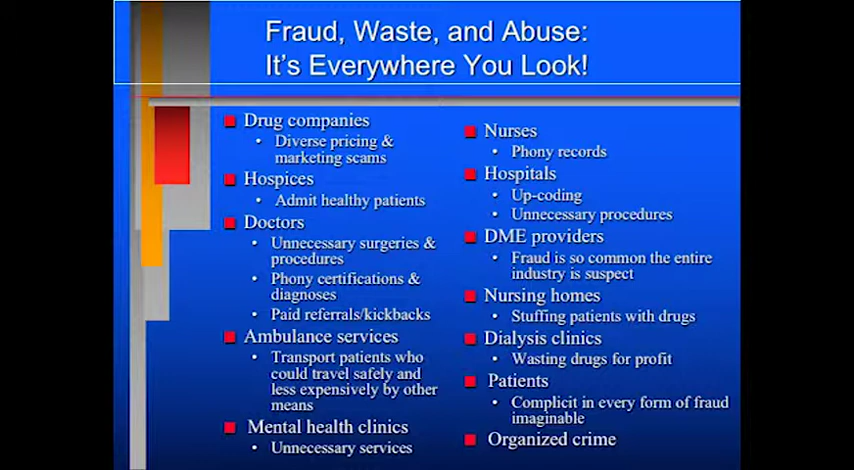 Fraud, Waste, and Abuse:
It's Everywhere You Look!
Drug companies
• Diverse pricing &
marketing scams
Hospices
• Admit healthy patients
Doctors
• Unnecessary surgeries &
procedures
• Phony certifications &
diagnoses
• Paid referrals/kickbacks
Ambulance services
• Transport patients who
could travel safely and
less expensively by other
means
Mental health clinics
• Unnecessary services
Nurses
• Phony records
Hospitals
• Up-coding
• Unnecessary procedures
DME providers
• Fraud is so common the entire
industry is suspect
Nursing homes
• Stuffing patients with drugs
Dialysis clinics
• Wasting drugs for profit
Patients
• Complicit in every form of fraud
imaginable
Organized crime